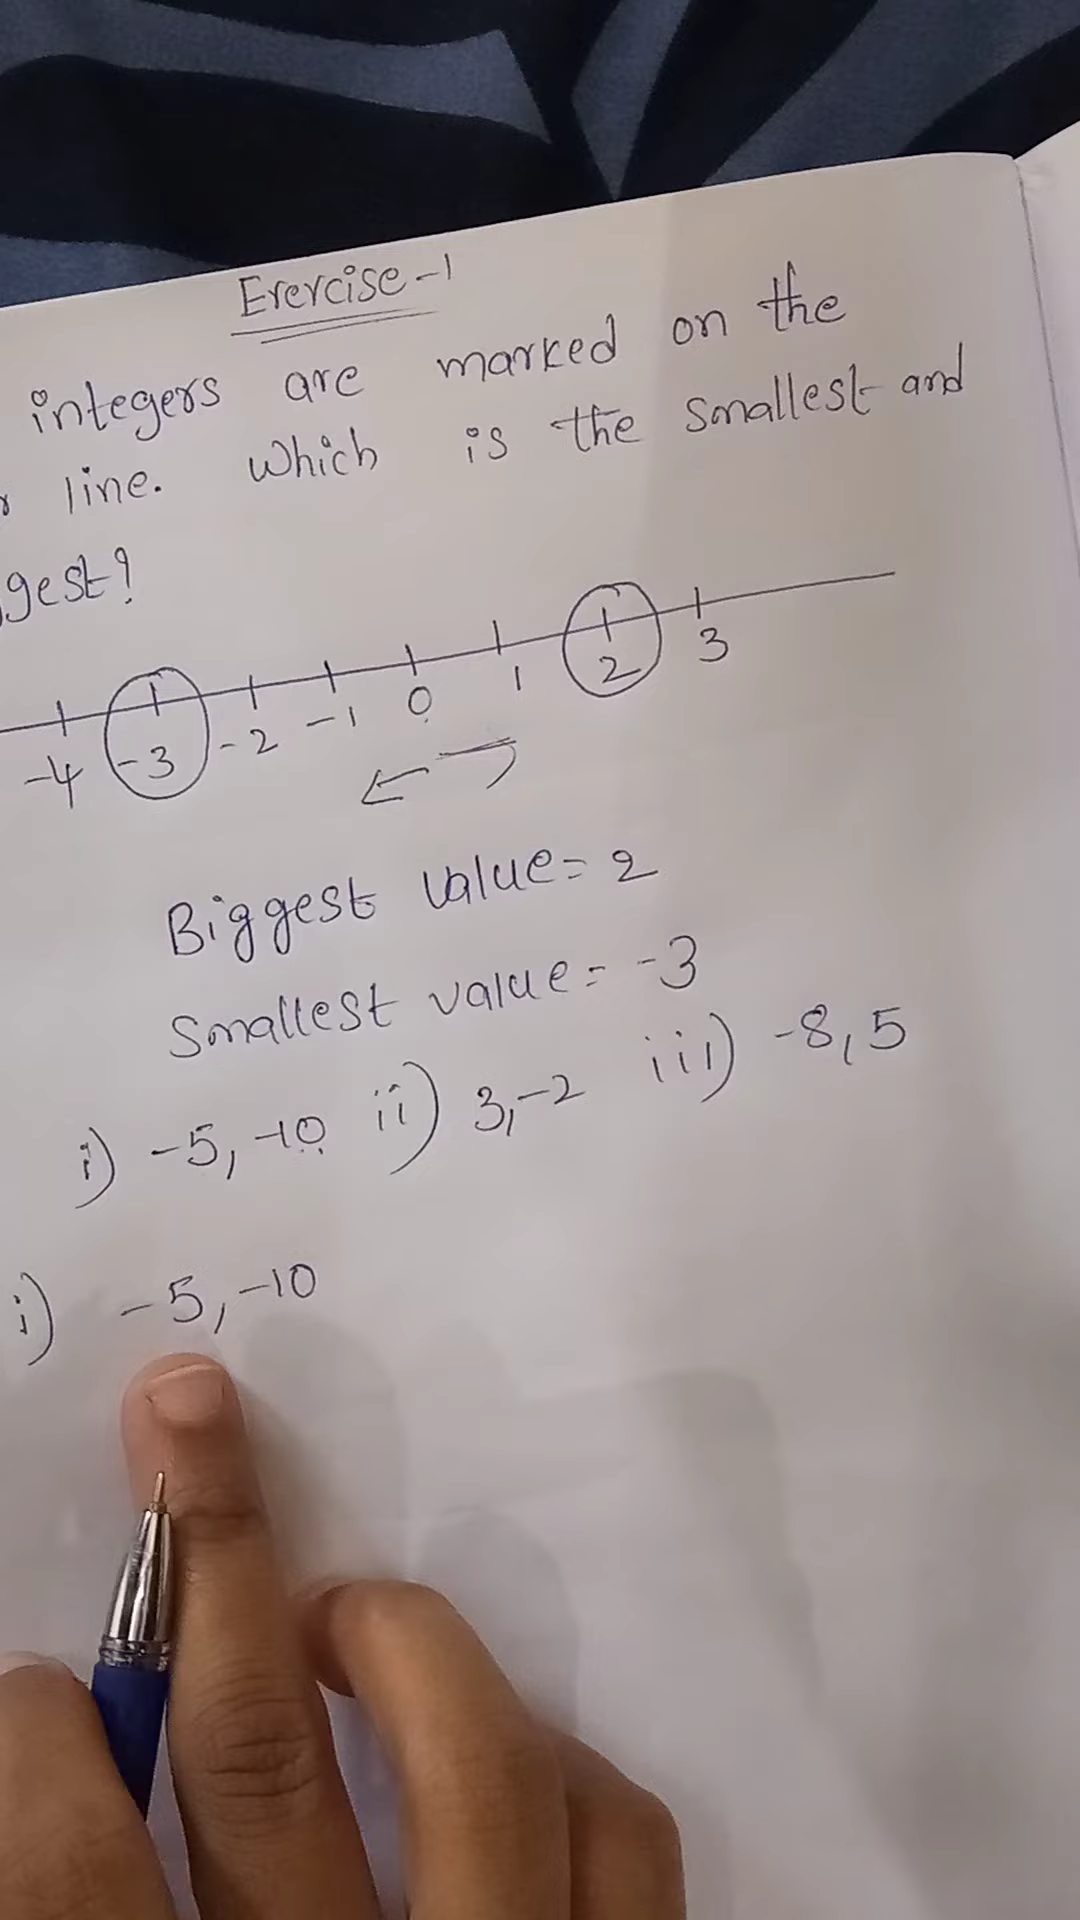 Exercise-1
integers are marked on the
line. Which is the smallest and
gest?
-4 -3 -2 -1 0 1 2 3
Biggest value= 2
Smallest value= -3
i) -5, -10 ii) 3,-2 iii) -8, 5
i) -5, -10